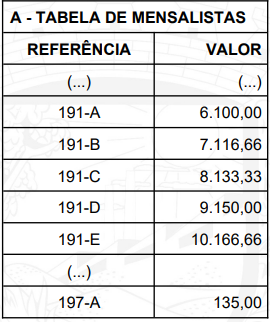 A - TABELA DE MENSALISTAS
REFERÊNCIA VALOR
(...) (...)
191-A 6.100,00
191-B 7.116,66
191-C 8.133,33
191-D 9.150,00
191-E 10.166,66
(...)
197-A 135,00